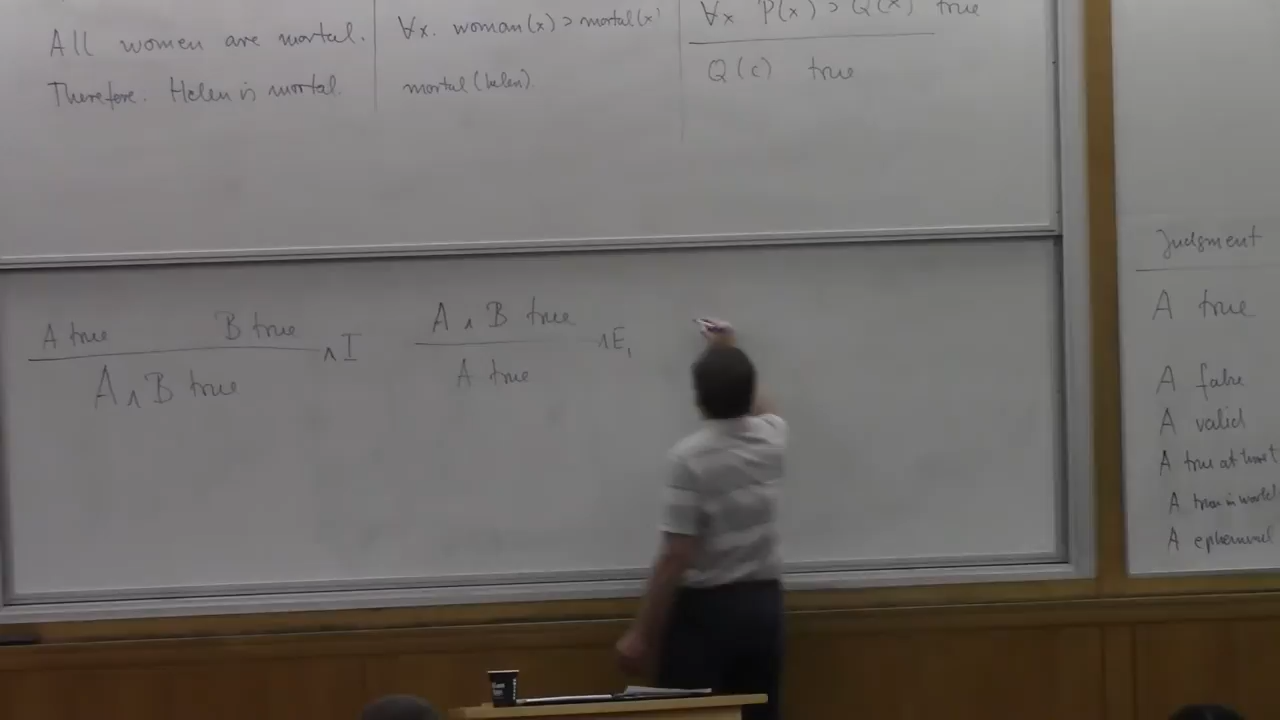 All women are mortal.
Therefore. Helen is mortal.
∀x. woman(x) ⊃ mortal(x)
mortal(helen).
∀x P(x) ⊃ Q(x) true
Q(c) true
A true B true
∧I
A ∧ B true
A ∧ B true
∧E₁
A true
Judgment
A true
A false
A valid
A true at time t
A true in world
A ephemeral